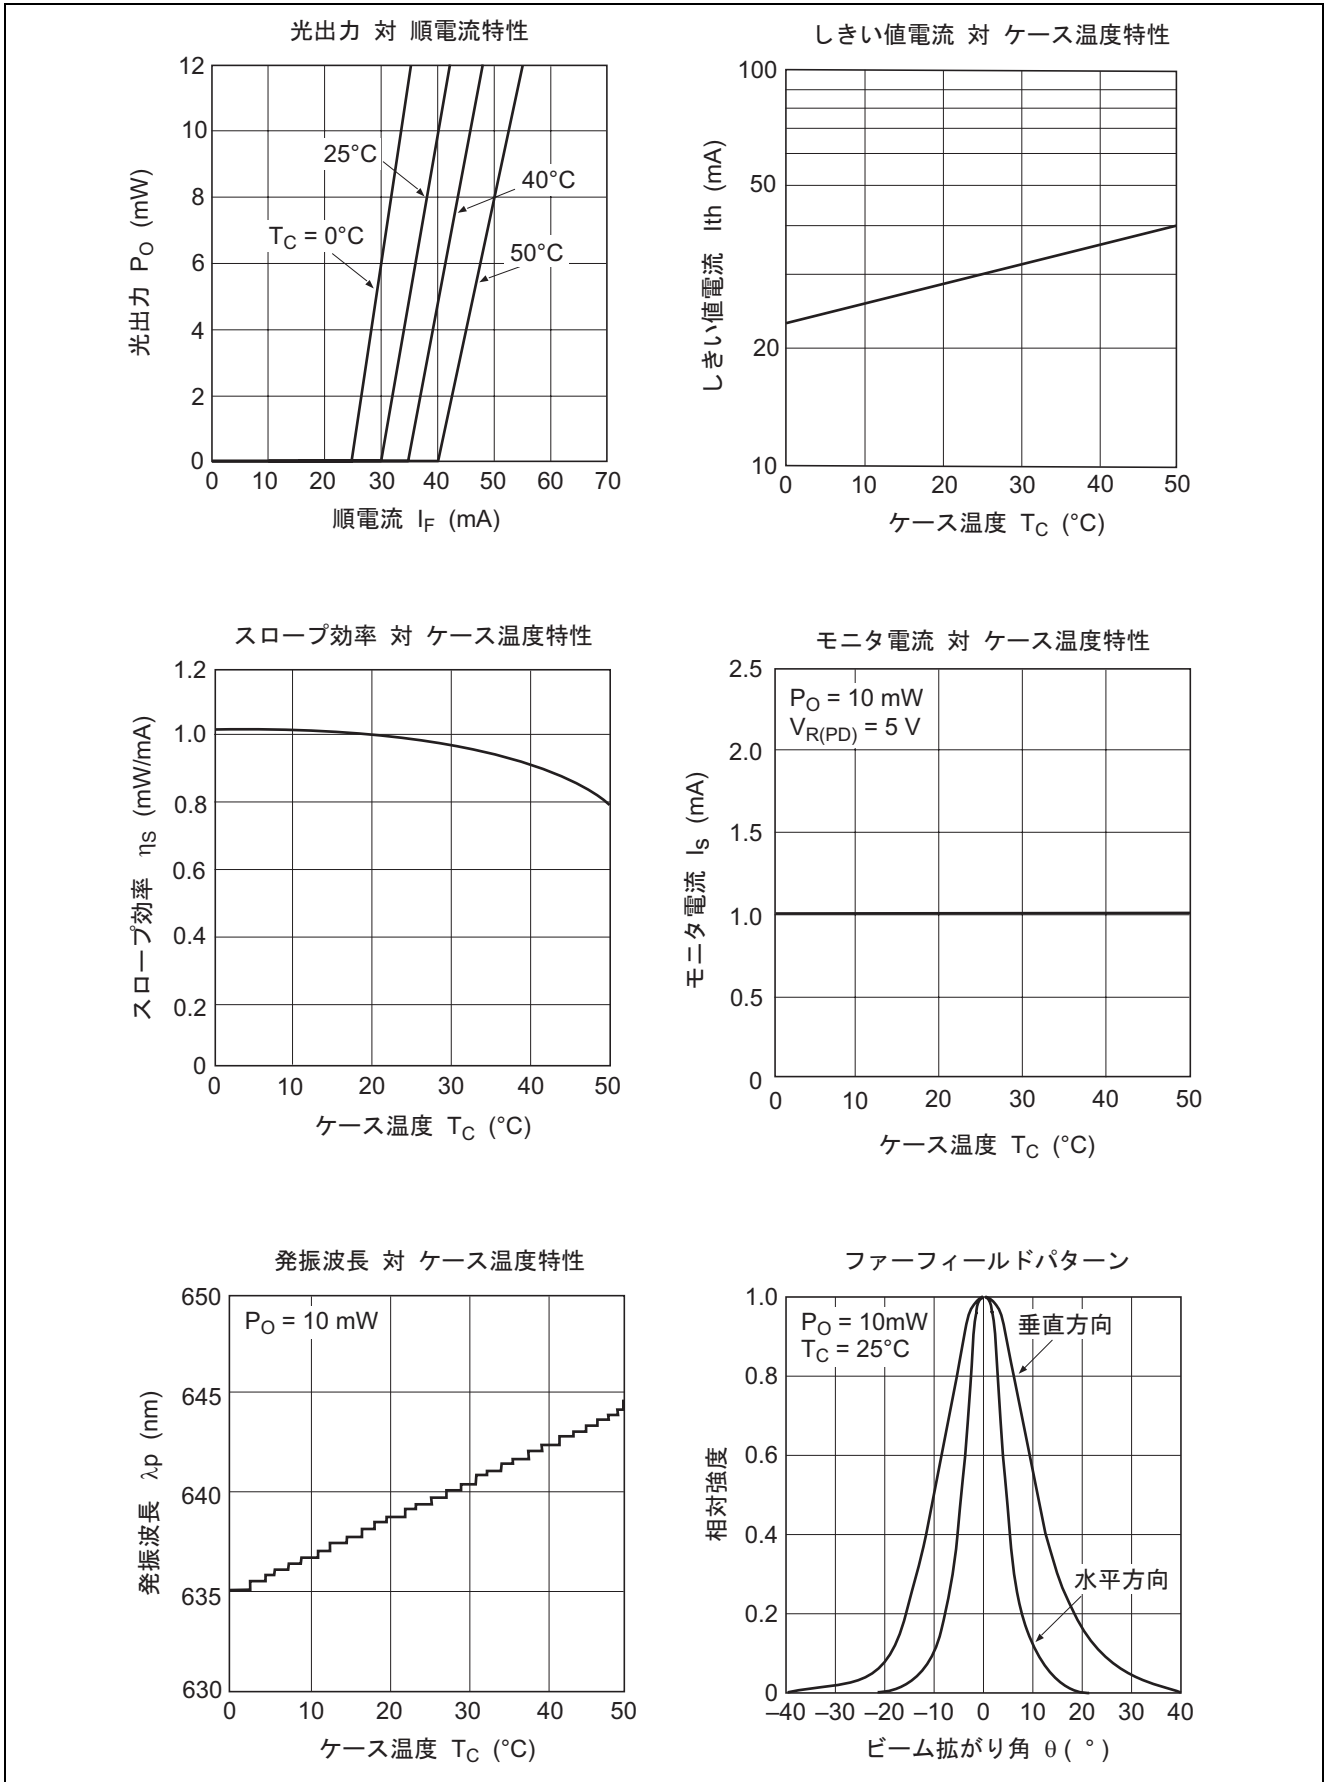 光出力 対 順電流特性
12
10
8
6
4
2
0
光出力 PO (mW)
25°C
40°C
TC = 0°C
50°C
0 10 20 30 40 50 60 70
順電流 IF (mA)
しきい値電流 対 ケース温度特性
100
50
20
10
しきい値電流 Ith (mA)
0 10 20 30 40 50
ケース温度 TC (°C)
スロープ効率 対 ケース温度特性
1.2
1.0
0.8
0.6
0.4
0.2
0
スロープ効率 ηS (mW/mA)
0 10 20 30 40 50
ケース温度 TC (°C)
モニタ電流 対 ケース温度特性
2.5
2.0
1.5
1.0
0.5
0
モニタ電流 IS (mA)
PO = 10 mW
VR(PD) = 5 V
0 10 20 30 40 50
ケース温度 TC (°C)
発振波長 対 ケース温度特性
650
645
640
635
630
発振波長 λp (nm)
PO = 10 mW
0 10 20 30 40 50
ケース温度 TC (°C)
ファーフィールドパターン
1.0
0.8
0.6
0.4
0.2
0
相対強度
PO = 10mW
TC = 25°C
垂直方向
水平方向
–40 –30 –20 –10 0 10 20 30 40
ビーム拡がり角 θ ( ° )